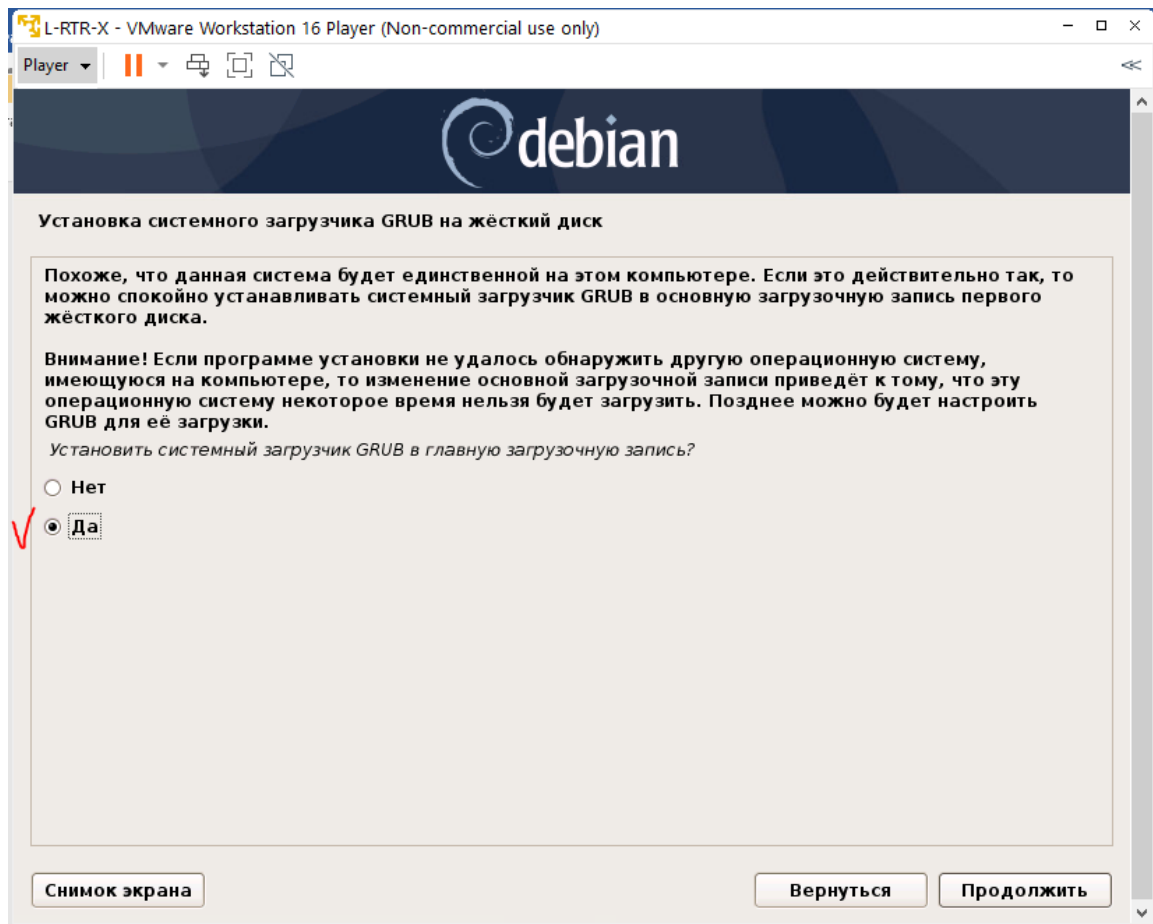 L-RTR-X - VMware Workstation 16 Player (Non-commercial use only)
Player
debian
Установка системного загрузчика GRUB на жёсткий диск
Похоже, что данная система будет единственной на этом компьютере. Если это действительно так, то
можно спокойно устанавливать системный загрузчик GRUB в основную загрузочную запись первого
жёсткого диска.
Внимание! Если программе установки не удалось обнаружить другую операционную систему,
имеющуюся на компьютере, то изменение основной загрузочной записи приведёт к тому, что эту
операционную систему некоторое время нельзя будет загрузить. Позднее можно будет настроить
GRUB для её загрузки.
Установить системный загрузчик GRUB в главную загрузочную запись?
Нет
Да
Снимок экрана
Вернуться
Продолжить